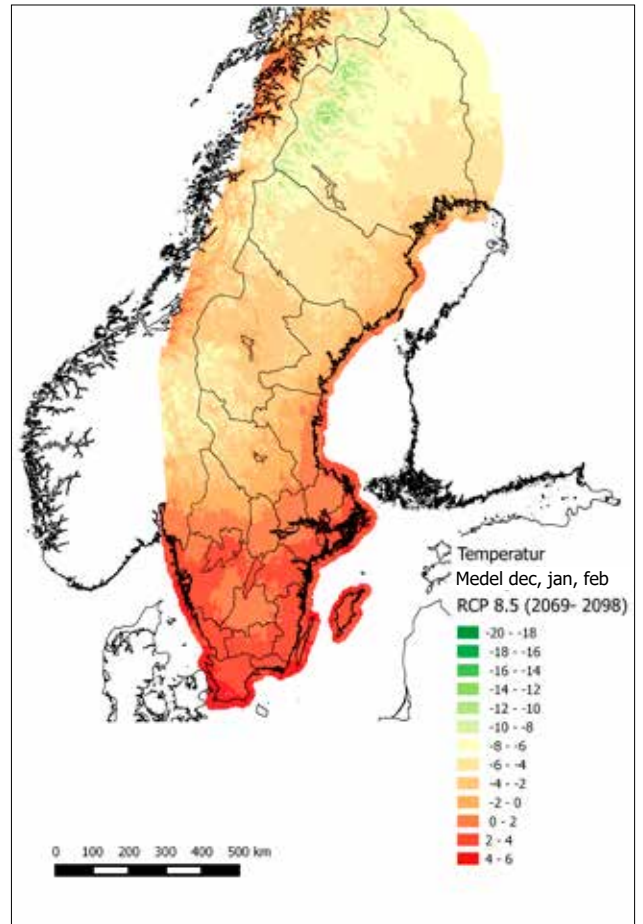 Temperatur
Medel dec, jan, feb
RCP 8.5 (2069- 2098)
-20 - -18
-18 - -16
-16 - -14
-14 - -12
-12 - -10
-10 - -8
-8 - -6
-6 - -4
-4 - -2
-2 - 0
0 - 2
2 - 4
4 - 6
0 100 200 300 400 500 km